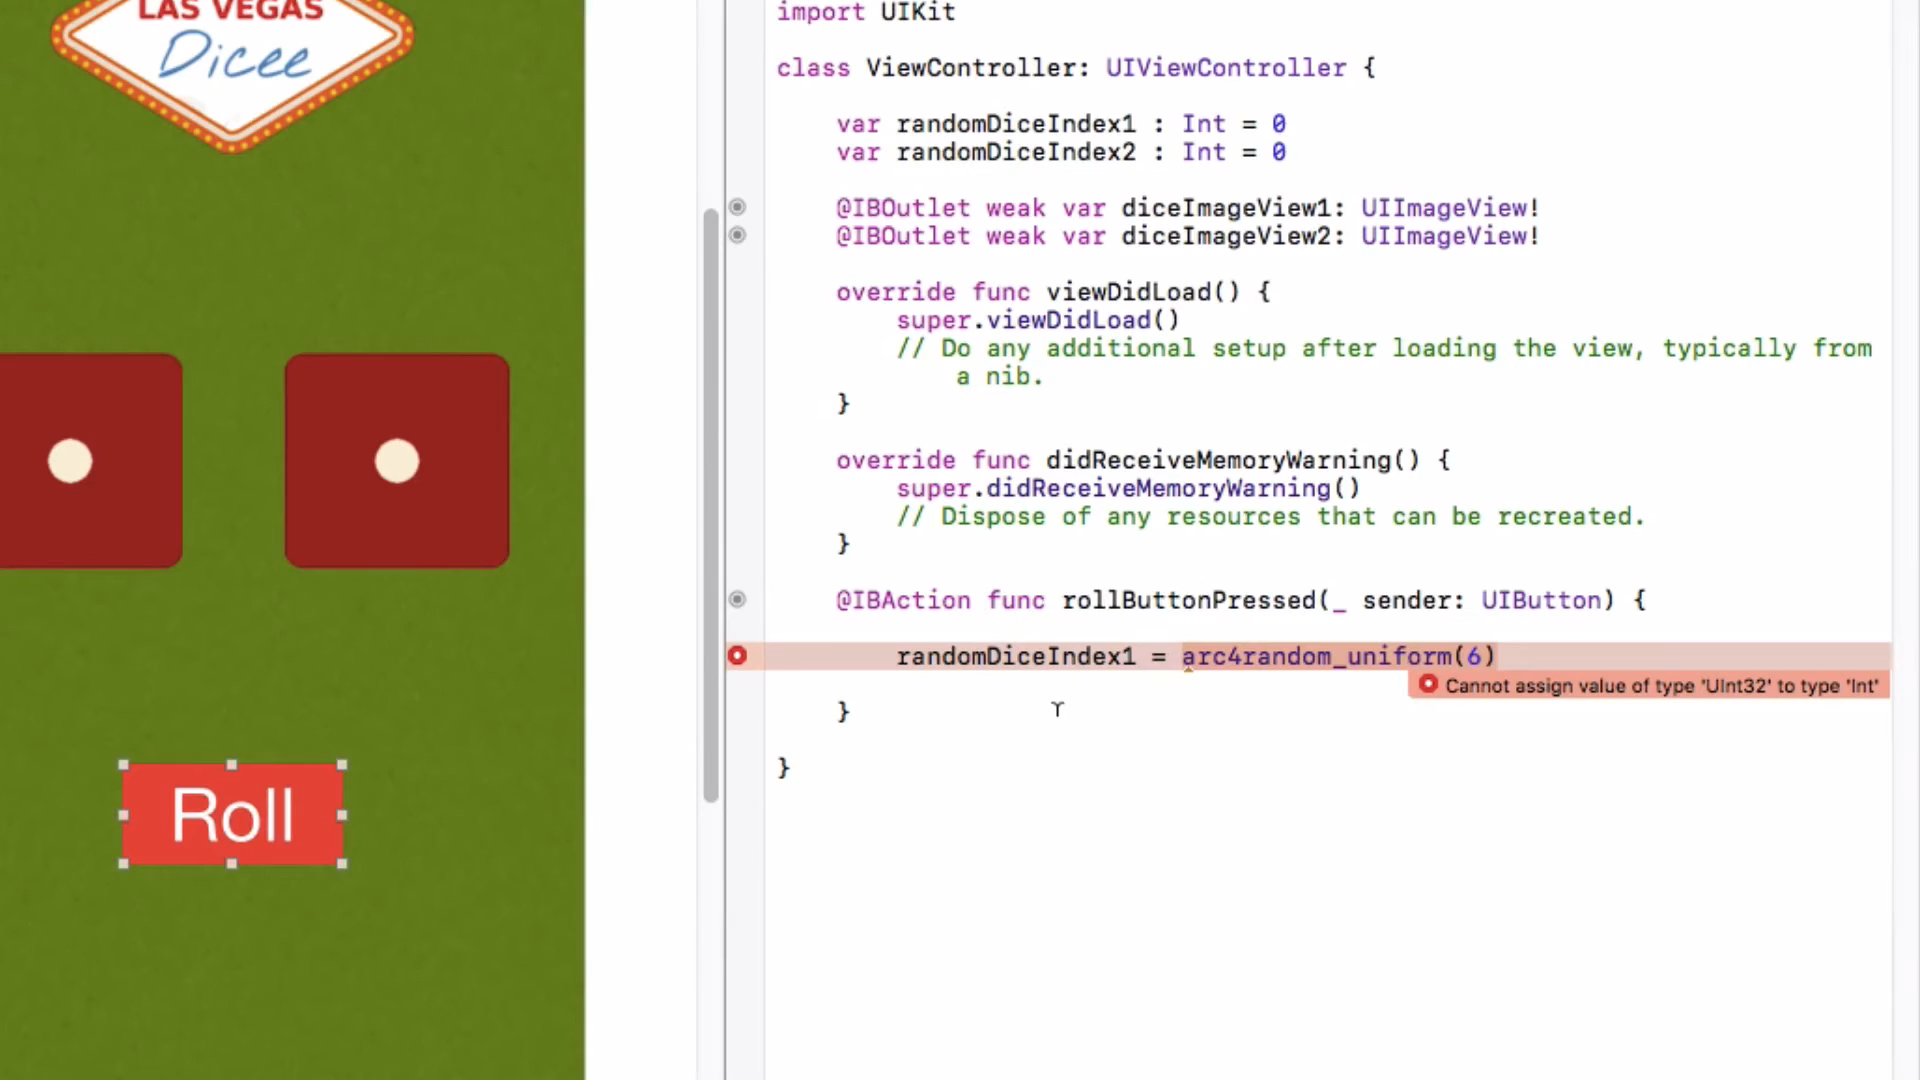 LAS VEGAS
Dicee
Roll
import UIKit
class ViewController: UIViewController {
var randomDiceIndex1 : Int = 0
var randomDiceIndex2 : Int = 0
@IBOutlet weak var diceImageView1: UIImageView!
@IBOutlet weak var diceImageView2: UIImageView!
override func viewDidLoad() {
super.viewDidLoad()
// Do any additional setup after loading the view, typically from
a nib.
}
override func didReceiveMemoryWarning() {
super.didReceiveMemoryWarning()
// Dispose of any resources that can be recreated.
}
@IBAction func rollButtonPressed(_ sender: UIButton) {
randomDiceIndex1 = arc4random_uniform(6)
Cannot assign value of type 'UInt32' to type 'Int'
}
}